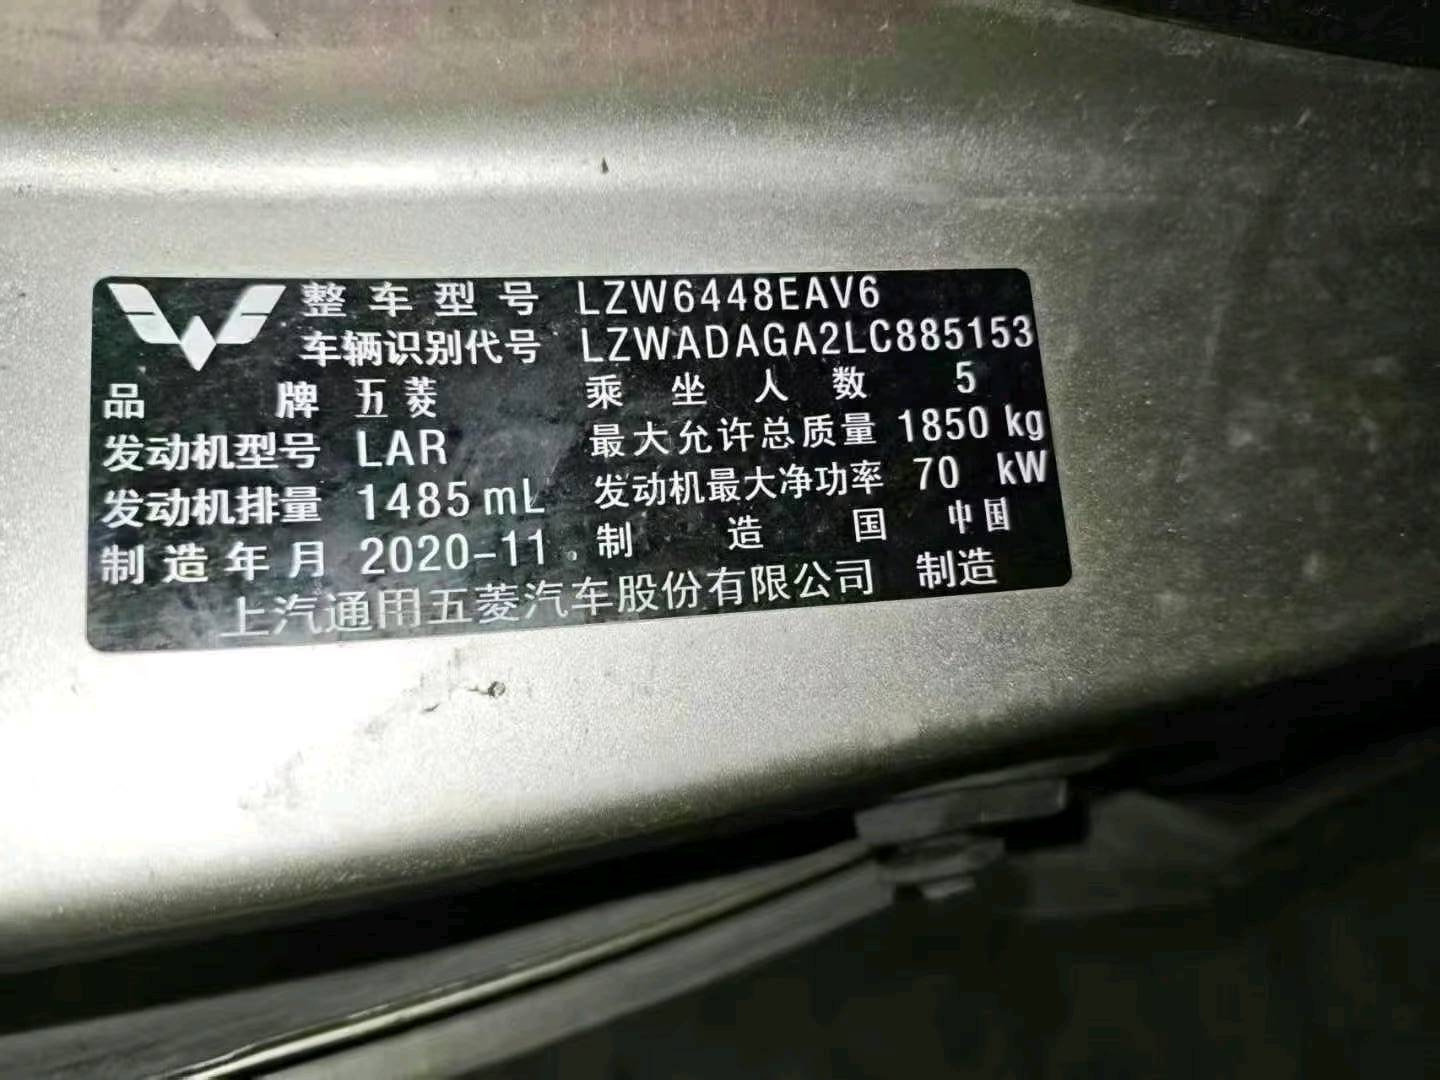 整车型号 LZW6448EAV6
车辆识别代号 LZWADAGA2LC885153
品牌 五菱 乘坐人数 5
发动机型号 LAR 最大允许总质量 1850 kg
发动机排量 1485 mL 发动机最大净功率 70 kW
制造年月 2020-11 制造国 中国
上汽通用五菱汽车股份有限公司 制造